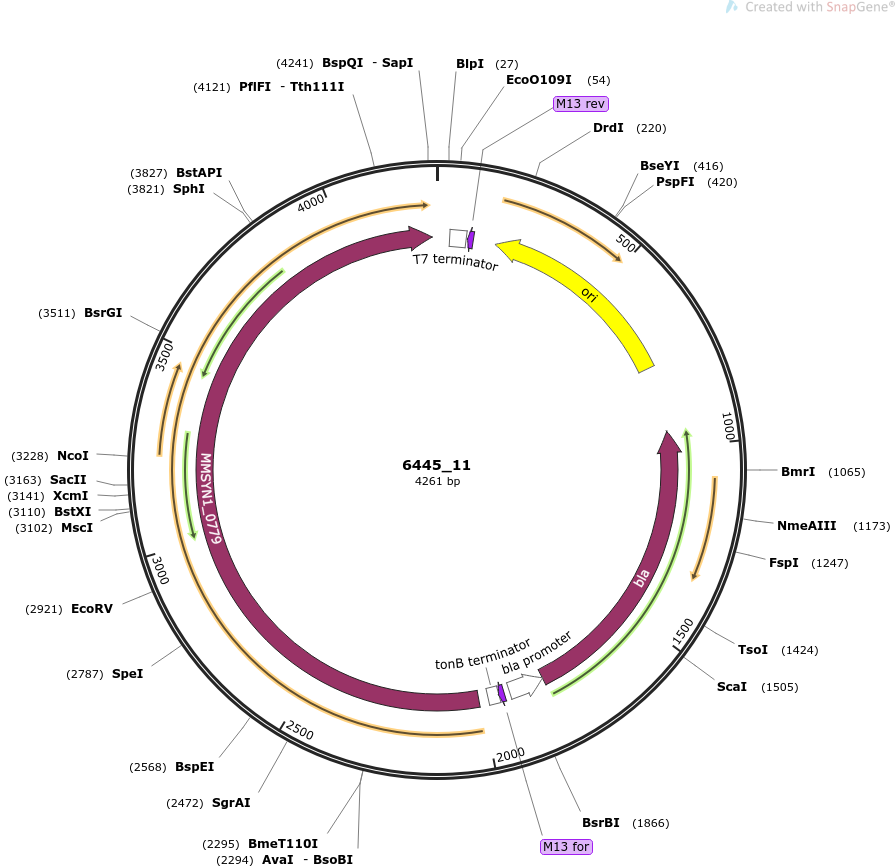 Created with SnapGene®
(4241) BspQI - SapI
BlpI (27)
(4121) PflFI - Tth111I
EcoO109I (54)
M13 rev
DrdI (220)
(3827) BstAPI
(3821) SphI
BseYI (416)
PspFI (420)
4000
500
T7 terminator
ori
(3511) BsrGI
3500
1000
(3228) NcoI
(3163) SacII
(3141) XcmI
(3110) BstXI
(3102) MscI
6445_11
4261 bp
BmrI (1065)
NmeAIII (1173)
FspI (1247)
MMSYN1_0779
bla
3000
(2921) EcoRV
1500
TsoI (1424)
ScaI (1505)
(2787) SpeI
tonB terminator
bla promoter
2500
2000
(2568) BspEI
(2472) SgrAI
BsrBI (1866)
M13 for
(2295) BmeT110I
(2294) AvaI - BsoBI